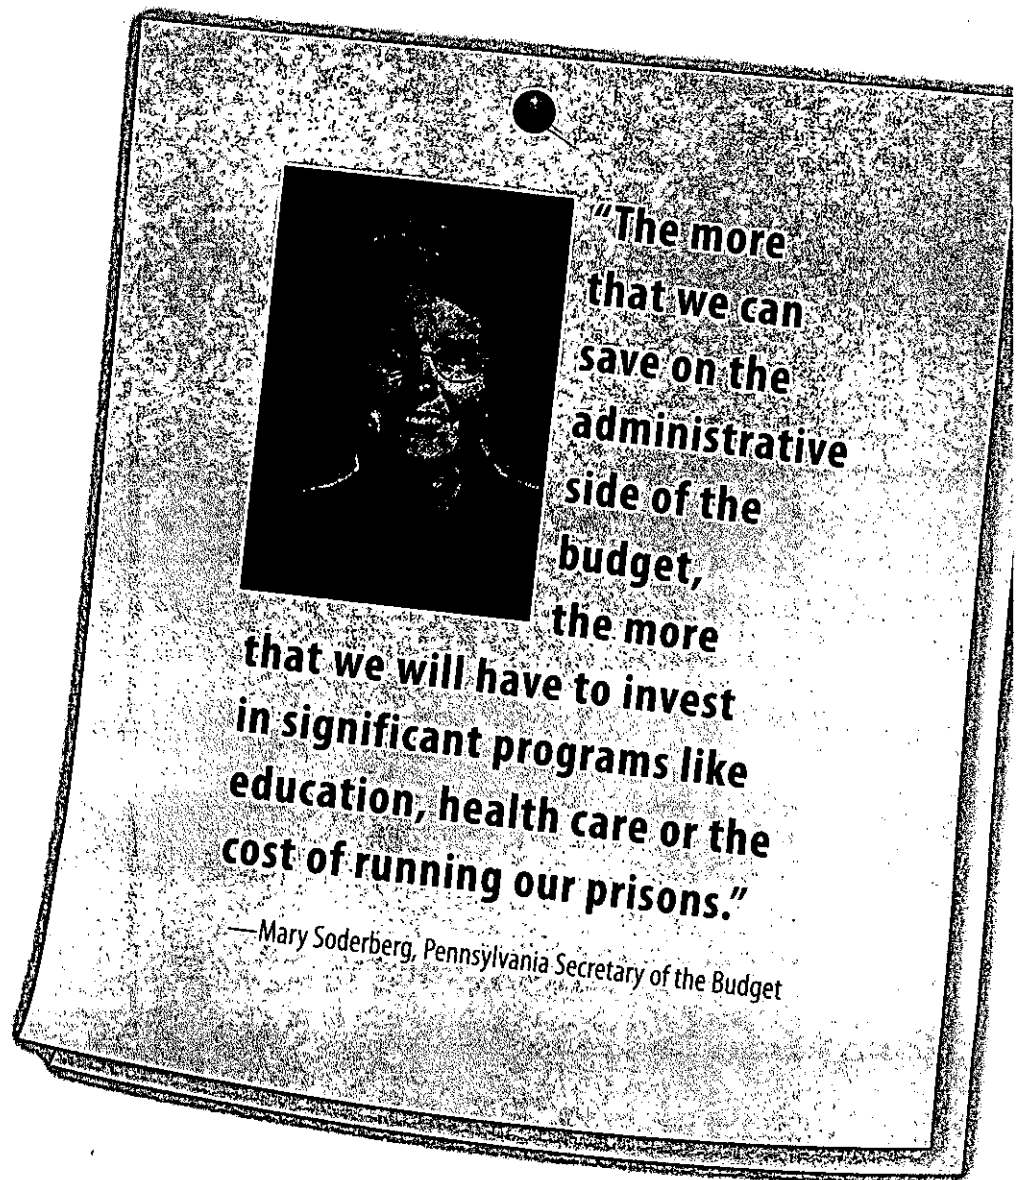 “The more
that we can
save on the
administrative
side of the
budget,
the more
that we will have to invest
in significant programs like
education, health care or the
cost of running our prisons.”
—Mary Soderberg, Pennsylvania Secretary of the Budget